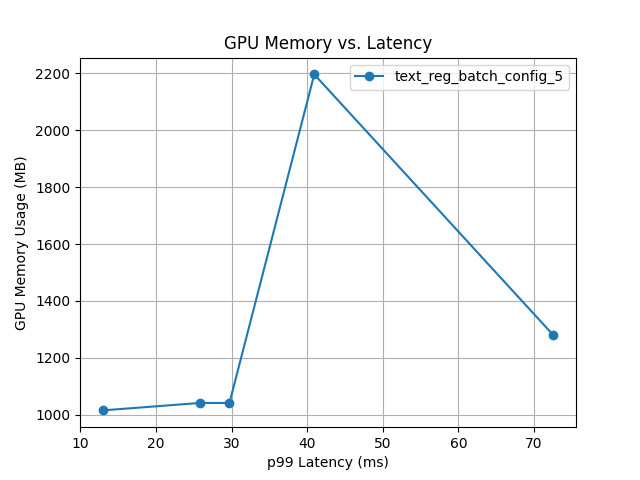 GPU Memory vs. Latency
text_reg_batch_config_5
GPU Memory Usage (MB)
2200
2000
1800
1600
1400
1200
1000
10 20 30 40 50 60 70
p99 Latency (ms)